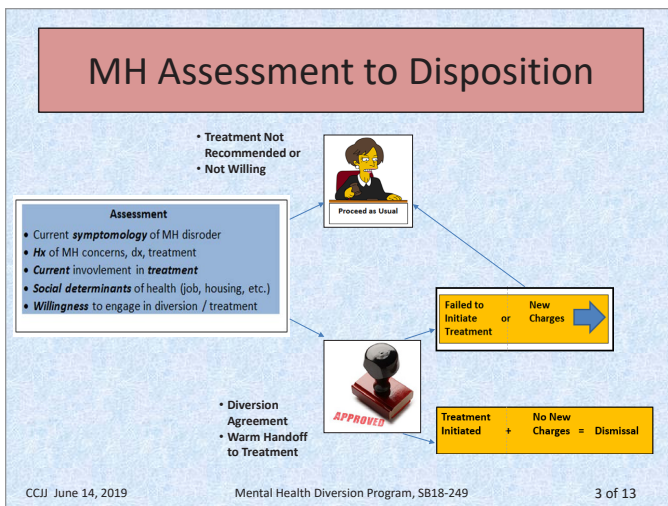 MH Assessment to Disposition
• Treatment Not
Recommended or
• Not Willing
Proceed as Usual
Assessment
• Current symptomology of MH disroder
• Hx of MH concerns, dx, treatment
• Current invovlement in treatment
• Social determinants of health (job, housing, etc.)
• Willingness to engage in diversion / treatment
Failed to New
Initiate or Charges
Treatment
APPROVED
• Diversion
Agreement
• Warm Handoff
to Treatment
Treatment No New
Initiated + Charges = Dismissal
CCJJ June 14, 2019 Mental Health Diversion Program, SB18-249 3 of 13